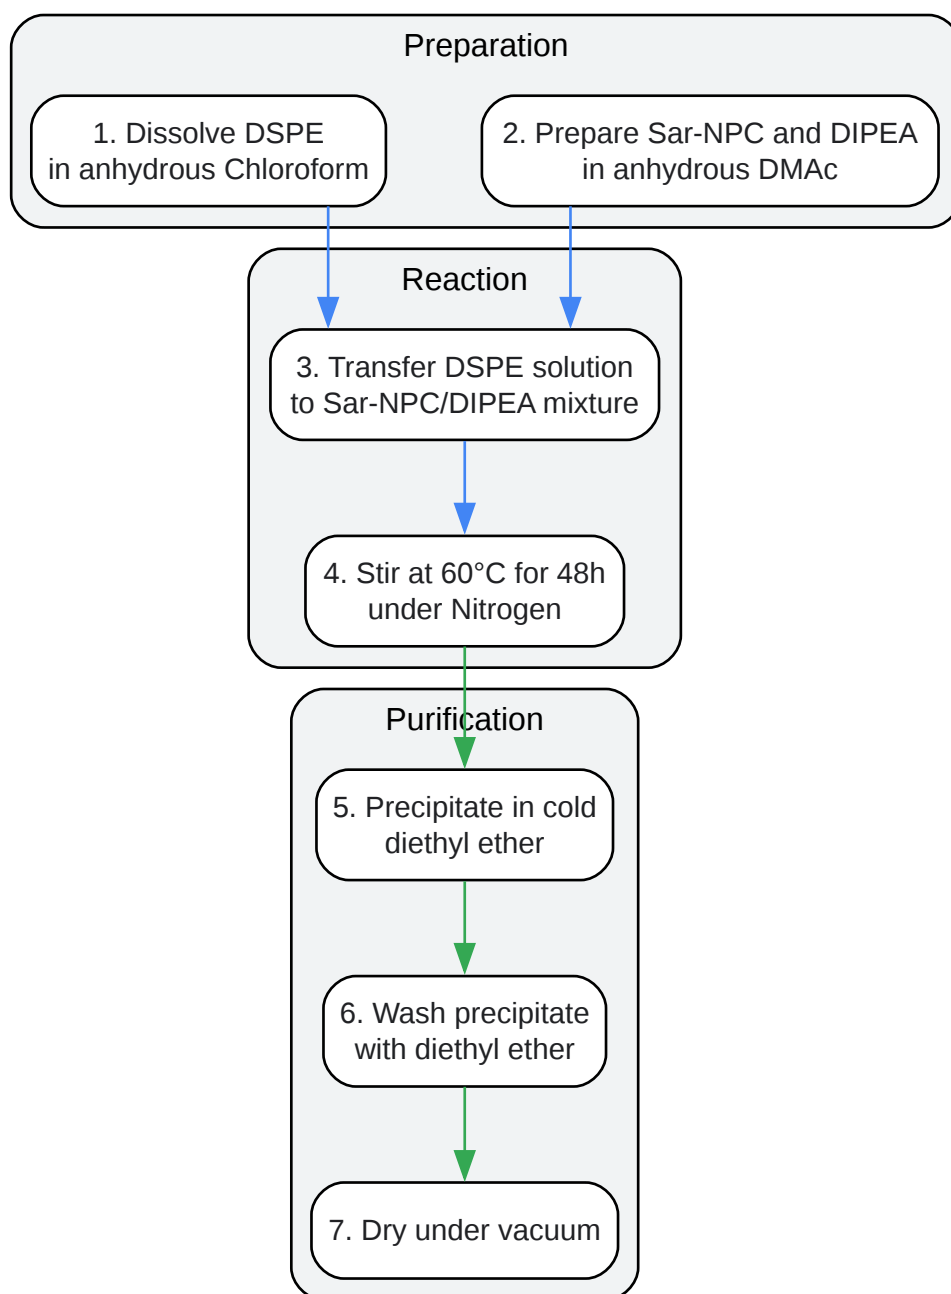 Preparation
1. Dissolve DSPE
in anhydrous Chloroform
2. Prepare Sar-NPC and DIPEA
in anhydrous DMAc
Reaction
3. Transfer DSPE solution
to Sar-NPC/DIPEA mixture
4. Stir at 60°C for 48h
under Nitrogen
Purification
5. Precipitate in cold
diethyl ether
6. Wash precipitate
with diethyl ether
7. Dry under vacuum